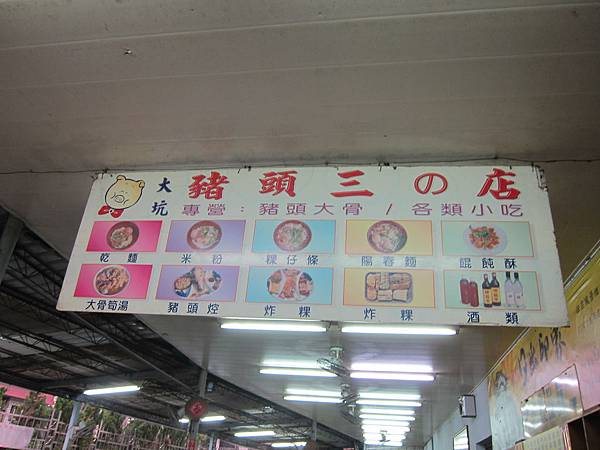 大坑
豬頭三の店
專營：豬頭大骨 / 各類小吃
乾麵 米粉 粿仔條 陽春麵 餛飩酥
大骨筍湯 豬頭焢 炸粿 炸粿 酒類